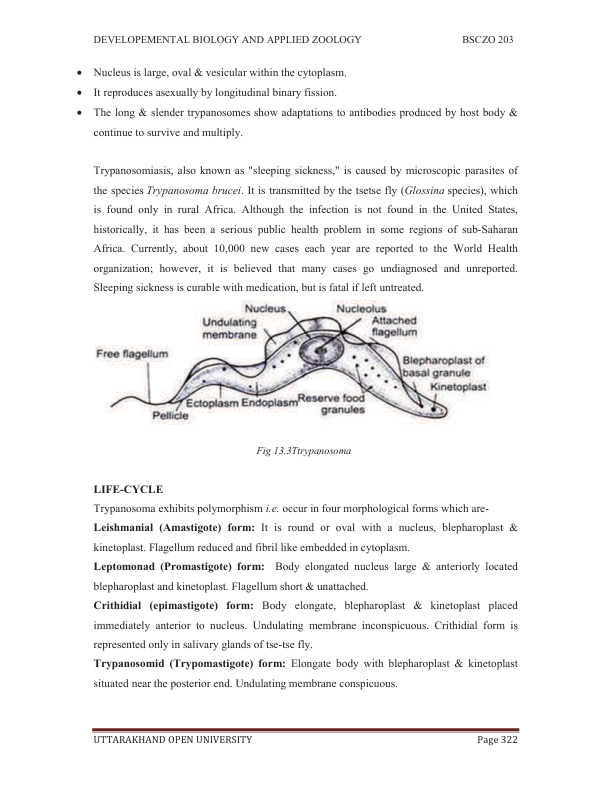 DEVELOPEMENTAL BIOLOGY AND APPLIED ZOOLOGY BSCZO 203
• Nucleus is large, oval & vesicular within the cytoplasm.
• It reproduces asexually by longitudinal binary fission.
• The long & slender trypanosomes show adaptations to antibodies produced by host body &
continue to survive and multiply.
Trypanosomiasis, also known as "sleeping sickness," is caused by microscopic parasites of
the species Trypanosoma brucei. It is transmitted by the tsetse fly (Glossina species), which
is found only in rural Africa. Although the infection is not found in the United States,
historically, it has been a serious public health problem in some regions of sub-Saharan
Africa. Currently, about 10,000 new cases each year are reported to the World Health
organization; however, it is believed that many cases go undiagnosed and unreported.
Sleeping sickness is curable with medication, but is fatal if left untreated.
Nucleus
Nucleolus
Undulating
membrane
Attached
flagellum
Free flagellum
Blepharoplast of
basal granule
Kinetoplast
Pellicle
Ectoplasm
Endoplasm
Reserve food
granules
Fig 13.3Ttrypanosoma
LIFE-CYCLE
Trypanosoma exhibits polymorphism i.e. occur in four morphological forms which are-
Leishmanial (Amastigote) form: It is round or oval with a nucleus, blepharoplast &
kinetoplast. Flagellum reduced and fibril like embedded in cytoplasm.
Leptomonad (Promastigote) form: Body elongated nucleus large & anteriorly located
blepharoplast and kinetoplast. Flagellum short & unattached.
Crithidial (epimastigote) form: Body elongate, blepharoplast & kinetoplast placed
immediately anterior to nucleus. Undulating membrane inconspicuous. Crithidial form is
represented only in salivary glands of tse-tse fly.
Trypanosomid (Trypomastigote) form: Elongate body with blepharoplast & kinetoplast
situated near the posterior end. Undulating membrane conspicuous.
UTTARAKHAND OPEN UNIVERSITY Page 322